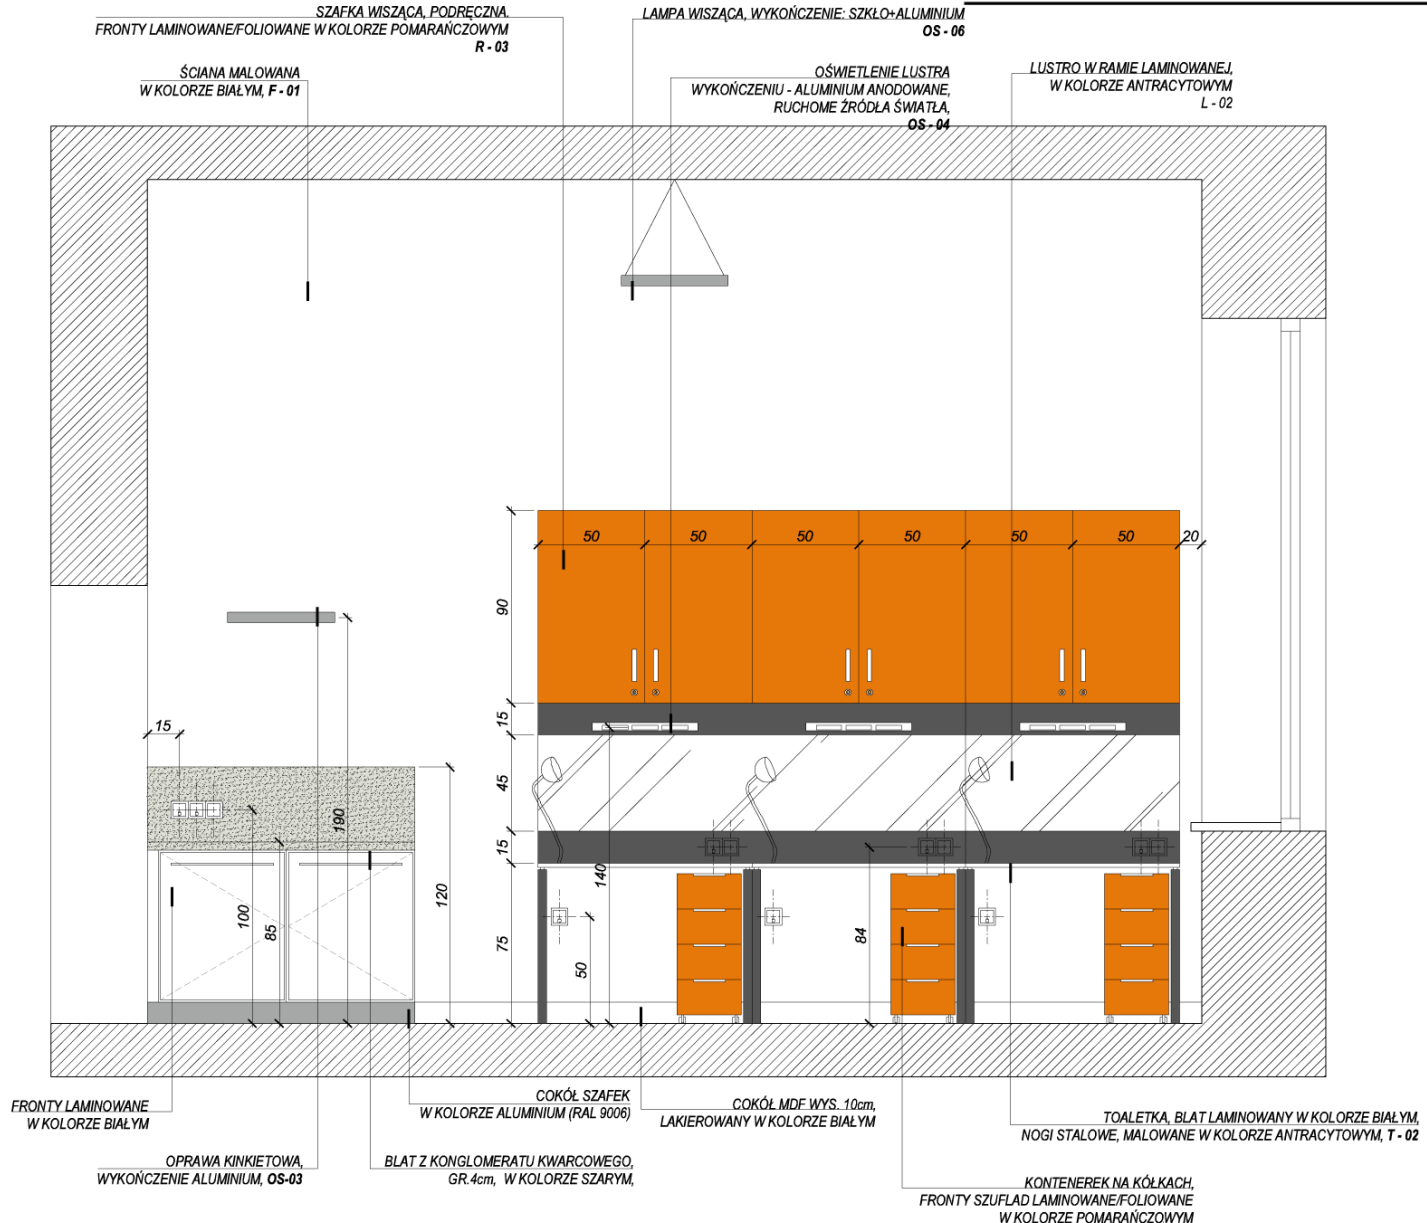 SZAFKA WISZĄCA, PODRĘCZNA.
FRONTY LAMINOWANE/FOLIOWANE W KOLORZE POMARAŃCZOWYM
R - 03
LAMPA WISZĄCA, WYKOŃCZENIE: SZKŁO+ALUMINIUM
OS - 06
ŚCIANA MALOWANA
W KOLORZE BIAŁYM, F - 01
OŚWIETLENIE LUSTRA
WYKOŃCZENIU - ALUMINIUM ANODOWANE,
RUCHOME ŹRÓDŁA ŚWIATŁA,
OS - 04
LUSTRO W RAMIE LAMINOWANEJ,
W KOLORZE ANTRACYTOWYM
L - 02
50
50
50
50
50
50
20
90
15
45
15
75
15
190
120
100
85
140
50
84
FRONTY LAMINOWANE
W KOLORZE BIAŁYM
COKÓŁ SZAFEK
W KOLORZE ALUMINIUM (RAL 9006)
COKÓŁ MDF WYS. 10cm,
LAKIEROWANY W KOLORZE BIAŁYM
TOALETKA, BLAT LAMINOWANY W KOLORZE BIAŁYM,
NOGI STALOWE, MALOWANE W KOLORZE ANTRACYTOWYM, T - 02
OPRAWA KINKIETOWA,
WYKOŃCZENIE ALUMINIUM, OS-03
BLAT Z KONGLOMERATU KWARCOWEGO,
GR.4cm, W KOLORZE SZARYM,
KONTENEREK NA KÓŁKACH,
FRONTY SZUFLAD LAMINOWANE/FOLIOWANE
W KOLORZE POMARAŃCZOWYM